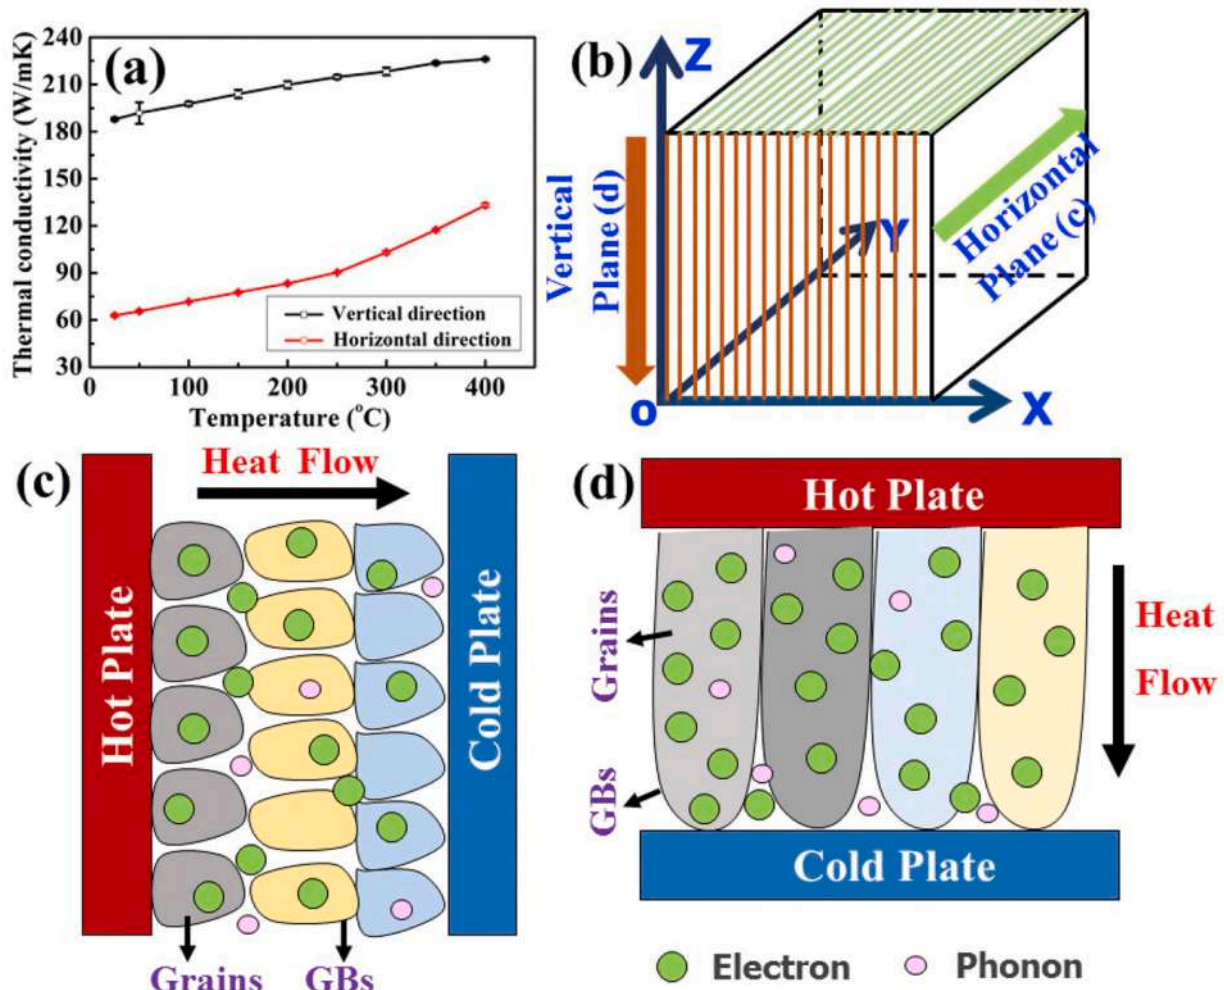 (a)
Thermal conductivity (W/mK)
240
210
180
150
120
90
60
30
0
100
200
300
400
Temperature (°C)
Vertical direction
Horizontal direction
(b)
Z
Y
X
O
Vertical
Plane (d)
Horizontal
Plane (c)
(c)
Heat Flow
Hot Plate
Cold Plate
Grains
GBs
(d)
Hot Plate
Grains
GBs
Heat
Flow
Cold Plate
Electron
Phonon